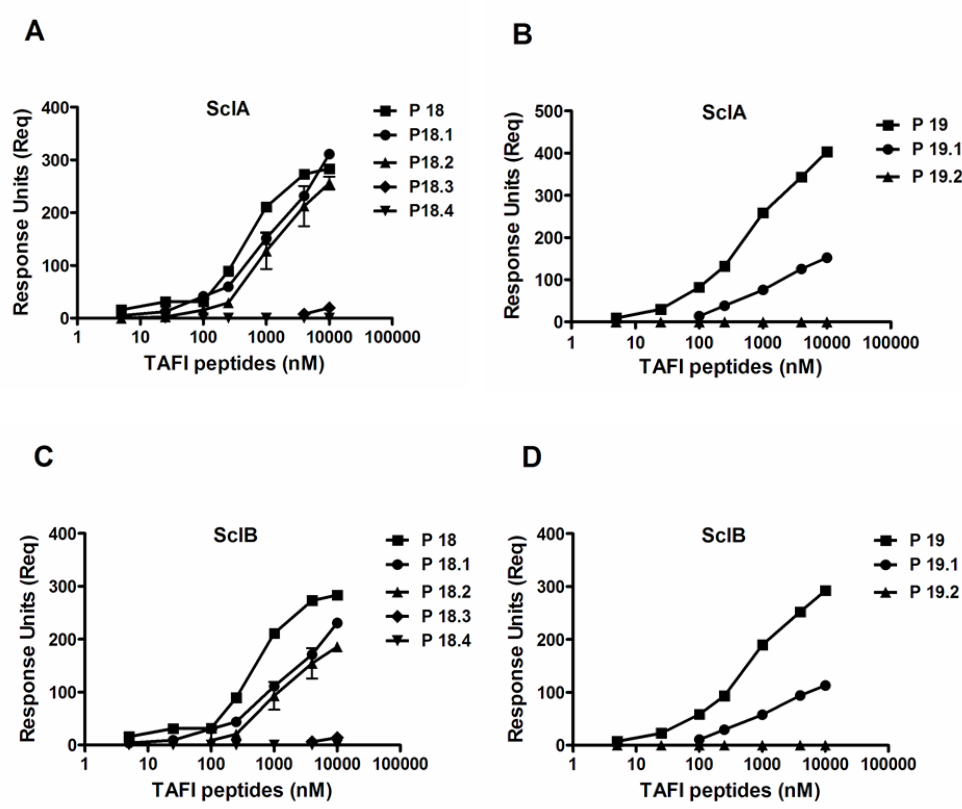 A
SclA
Response Units (Req)
400
300
200
100
0
1 10 100 1000 10000 100000
TAFI peptides (nM)
P 18
P18.1
P18.2
P18.3
P18.4
B
SclA
Response Units (Req)
500
400
300
200
100
0
1 10 100 1000 10000 100000
TAFI peptides (nM)
P 19
P 19.1
P 19.2
C
SclB
Response Units (Req)
400
300
200
100
0
1 10 100 1000 10000 100000
TAFI peptides (nM)
P 18
P 18.1
P 18.2
P 18.3
P 18.4
D
SclB
Response Units (Req)
400
300
200
100
0
1 10 100 1000 10000 100000
TAFI peptides (nM)
P 19
P 19.1
P 19.2